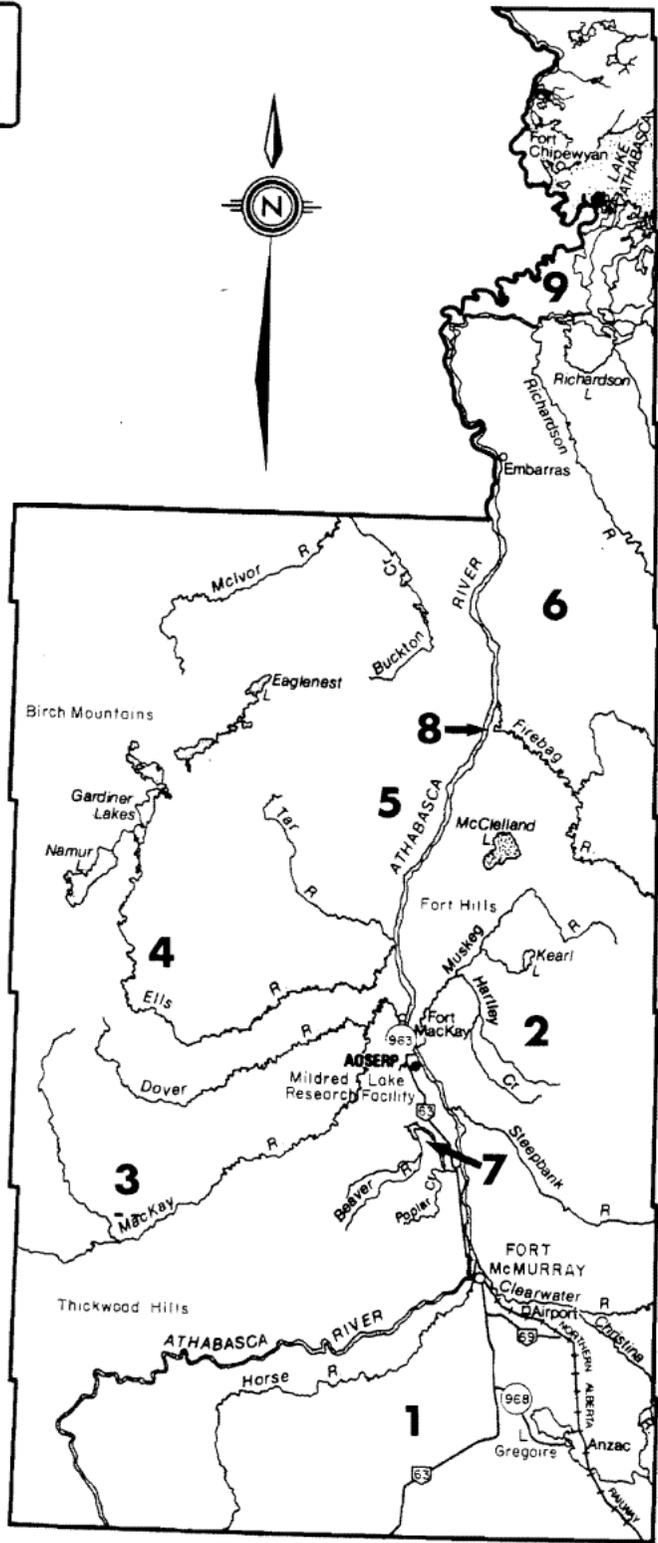 N
Fort
Chipewyan
LAKE
ATHABASCA
9
Richardson
L
Richardson
R
Embarras
RIVER
6
McIvor R
Cr
Buckton
Eaglenest
L
Birch Mountains
8
Firebag
R.
5
Gardiner
Lakes
Tar
R
ATHABASCA
McClelland
L
Namur
L
Fort Hills
Muskeg
R
Kearl
L
4
Ells
R.
Hartley
Cr
2
Fort
MacKay
963
AOSERP
Mildred Lake
Research Facility
Dover
R
63
3
MacKay
R
Beaver
R
Poplar Cr
7
Steepbank
R
FORT
McMURRAY
Clearwater
R
Airport
Christina
69
NORTHERN
ALBERTA
RAILWAY
Thickwood Hills
ATHABASCA
RIVER
Horse
R
1
968
L
Gregoire
Anzac
63